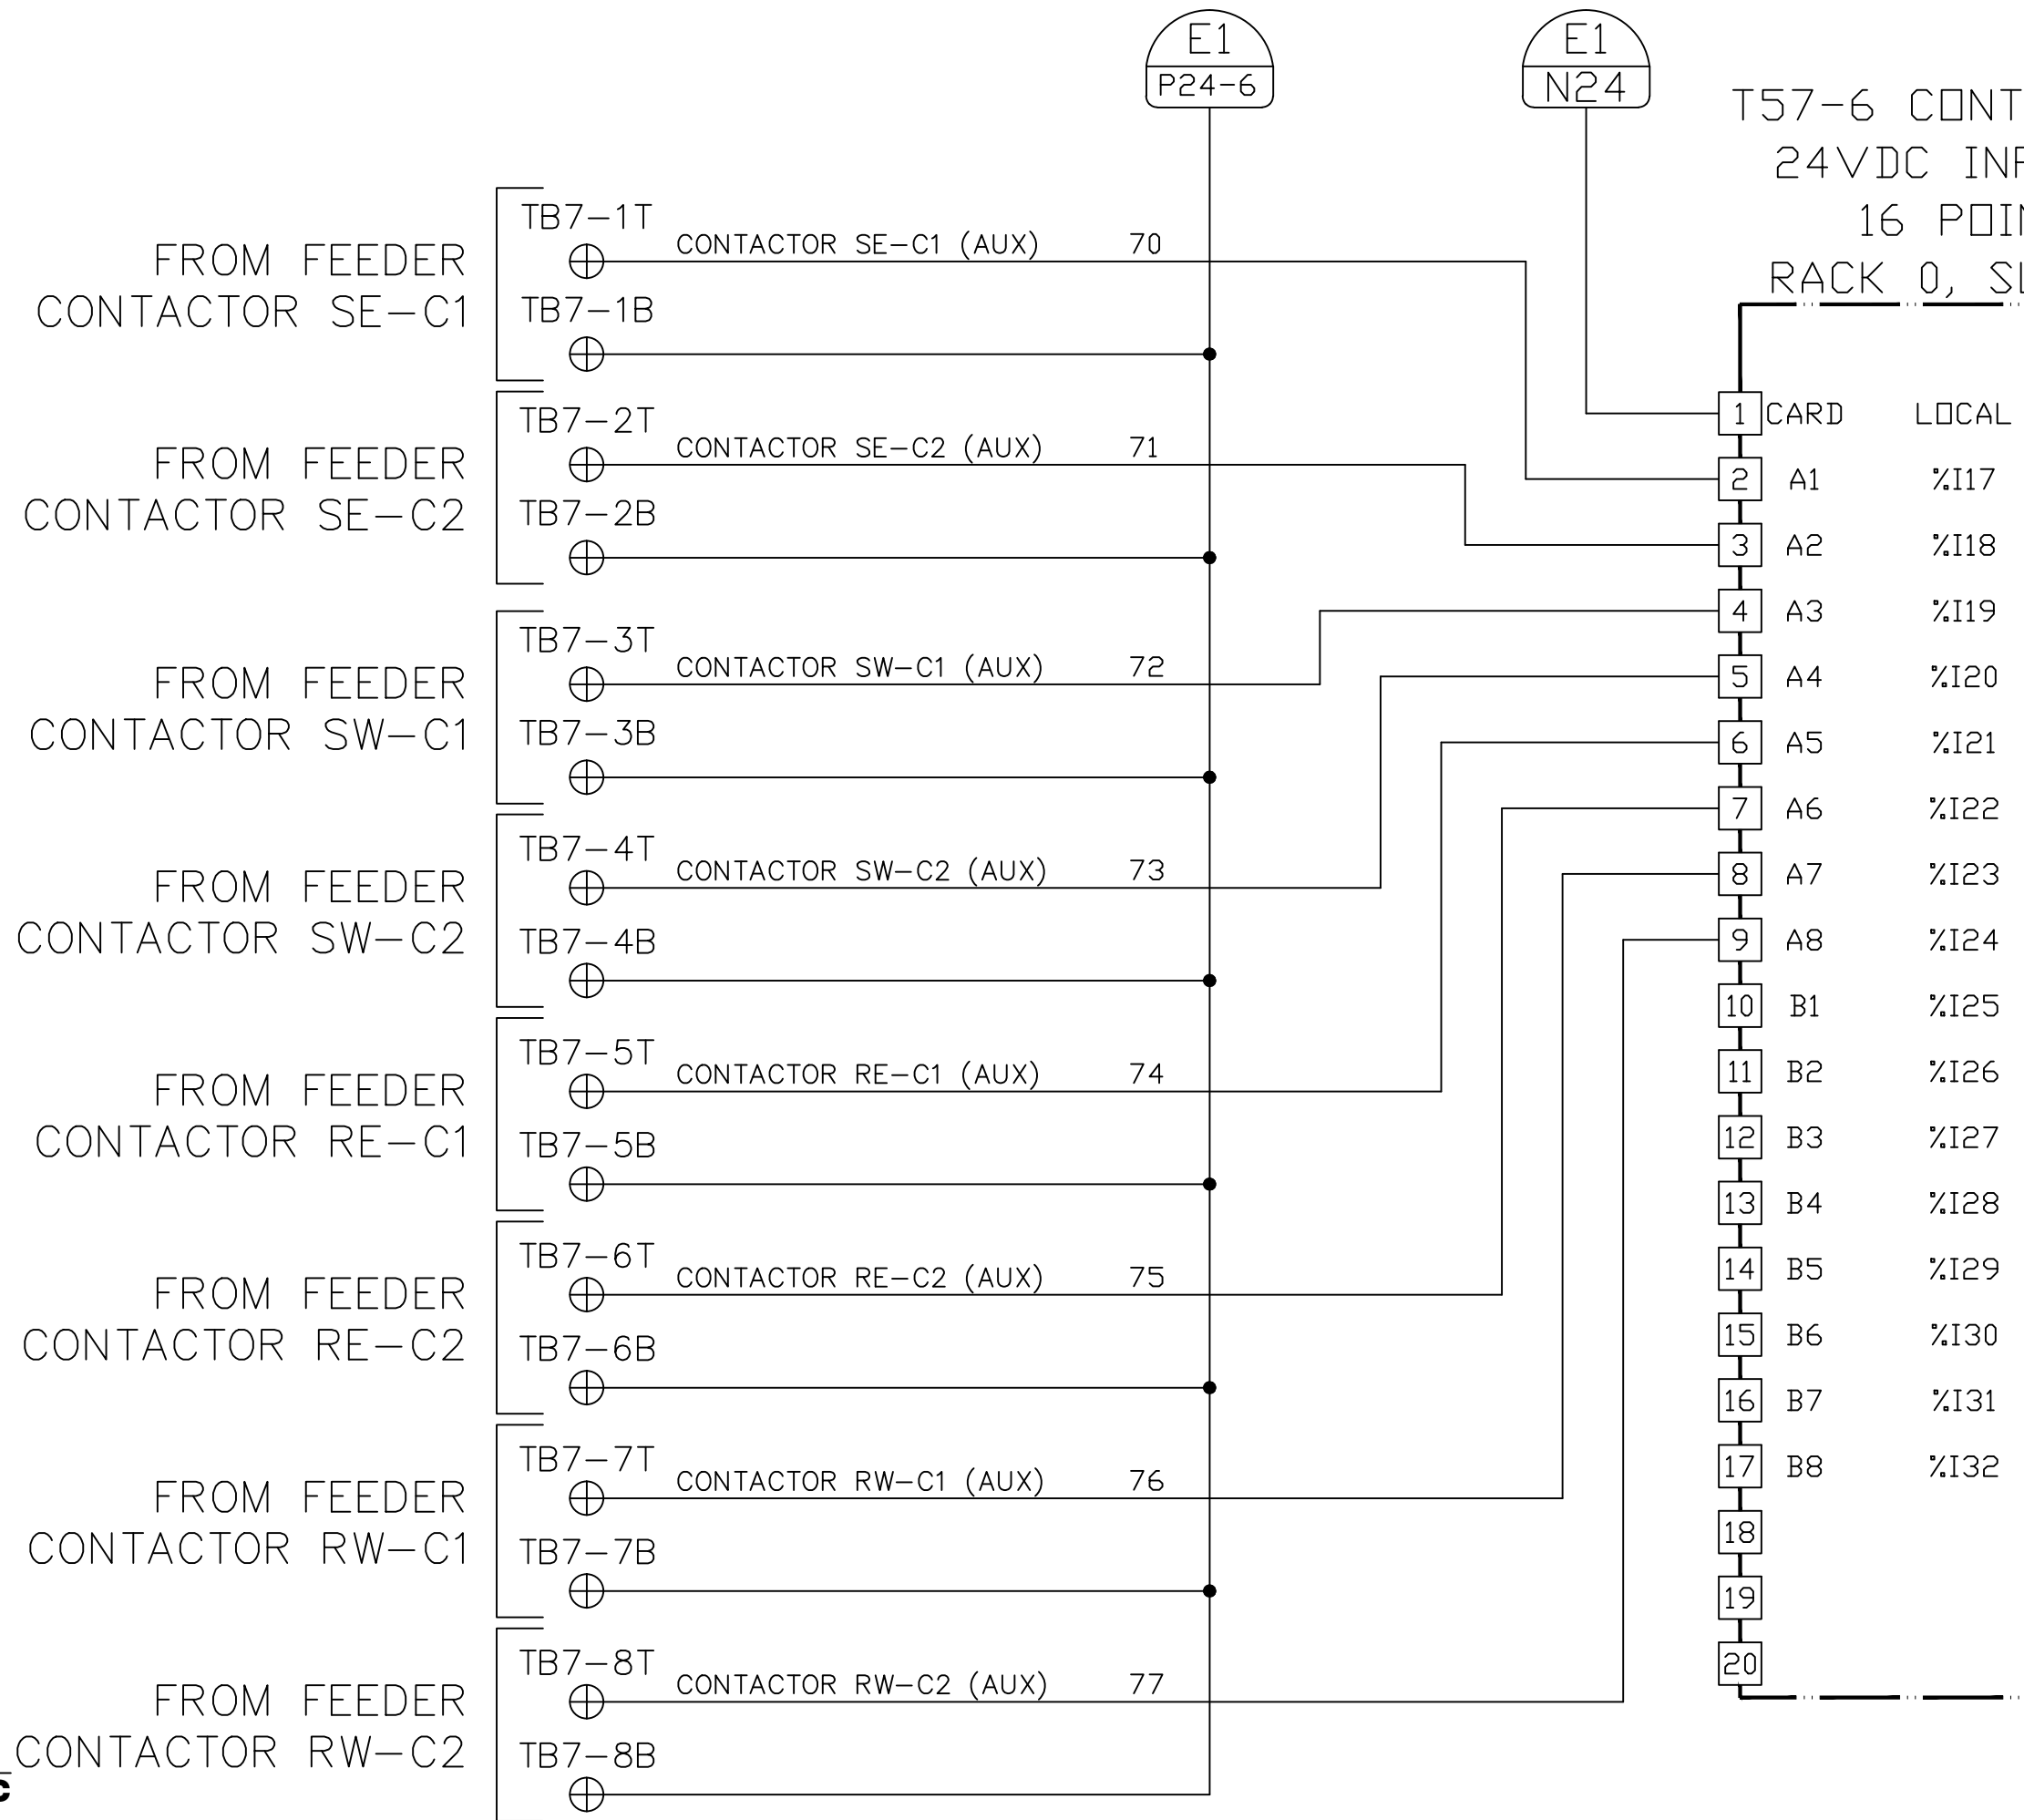 E1
P24-6
E1
N24
T57-6 CONT
24VDC IN
16 POI
RACK 0, S
FROM FEEDER
CONTACTOR SE-C1
TB7-1T
CONTACTOR SE-C1 (AUX) 70
TB7-1B
FROM FEEDER
CONTACTOR SE-C2
TB7-2T
CONTACTOR SE-C2 (AUX) 71
TB7-2B
FROM FEEDER
CONTACTOR SW-C1
TB7-3T
CONTACTOR SW-C1 (AUX) 72
TB7-3B
FROM FEEDER
CONTACTOR SW-C2
TB7-4T
CONTACTOR SW-C2 (AUX) 73
TB7-4B
FROM FEEDER
CONTACTOR RE-C1
TB7-5T
CONTACTOR RE-C1 (AUX) 74
TB7-5B
FROM FEEDER
CONTACTOR RE-C2
TB7-6T
CONTACTOR RE-C2 (AUX) 75
TB7-6B
FROM FEEDER
CONTACTOR RW-C1
TB7-7T
CONTACTOR RW-C1 (AUX) 76
TB7-7B
FROM FEEDER
CONTACTOR RW-C2
TB7-8T
CONTACTOR RW-C2 (AUX) 77
TB7-8B
1 CARD LOCAL
2 A1 %I17
3 A2 %I18
4 A3 %I19
5 A4 %I20
6 A5 %I21
7 A6 %I22
8 A7 %I23
9 A8 %I24
10 B1 %I25
11 B2 %I26
12 B3 %I27
13 B4 %I28
14 B5 %I29
15 B6 %I30
16 B7 %I31
17 B8 %I32
18
19
20